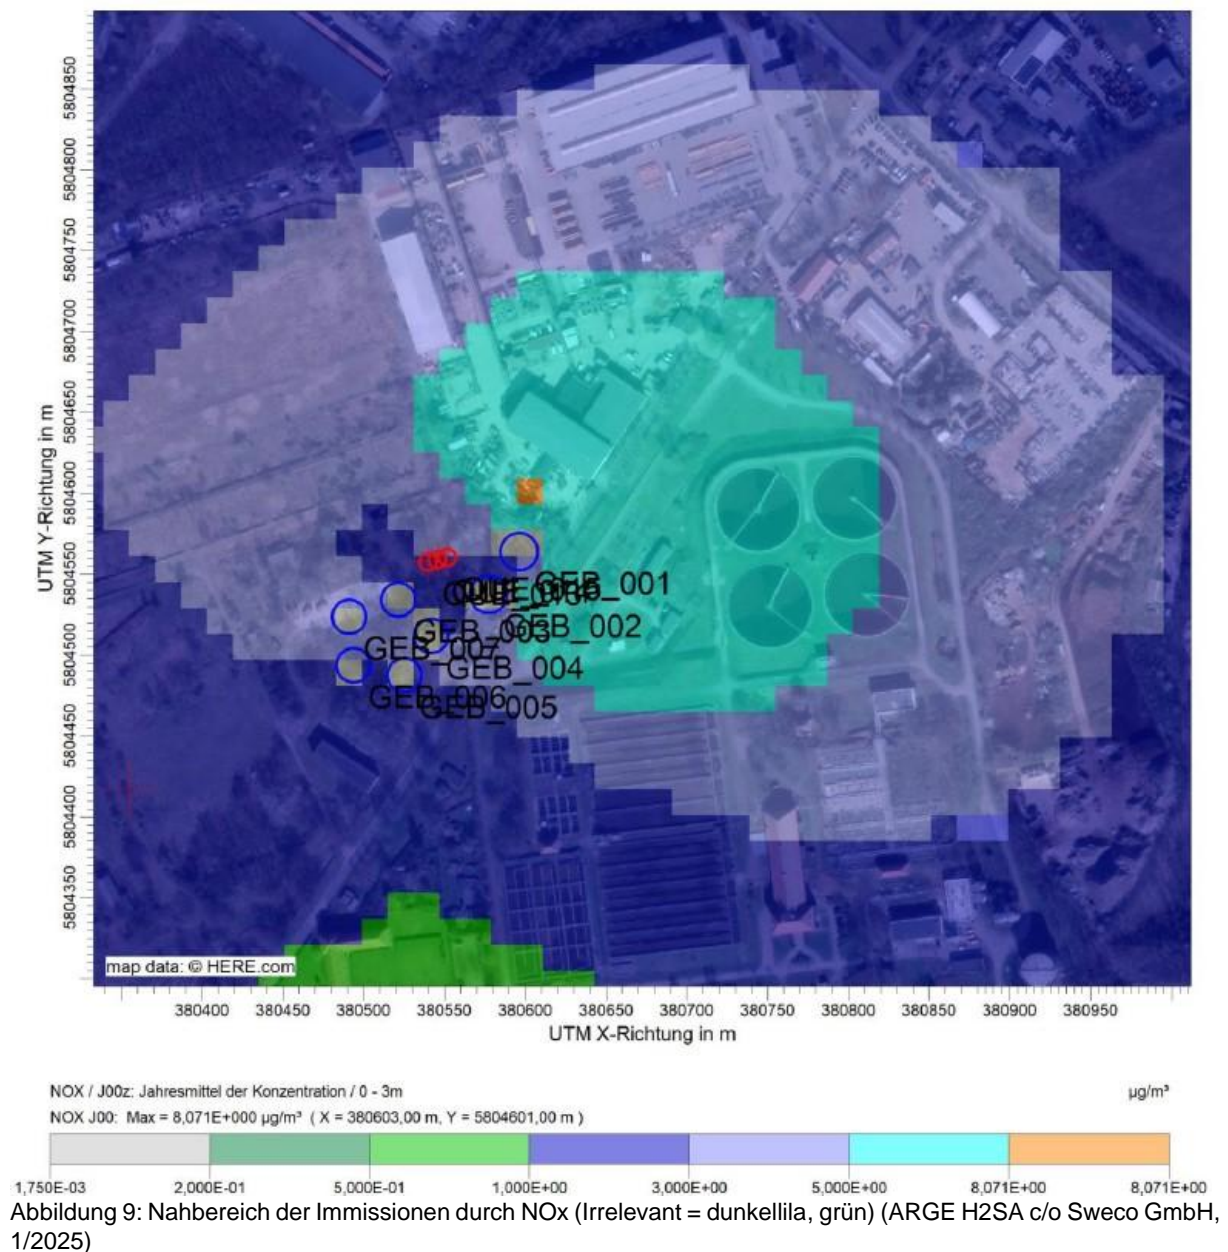 5804850
5804800
5804750
5804700
5804650
5804600
5804550
5804500
5804450
5804400
5804350
UTM Y-Richtung in m
GEB_001
GEB_002
GEB_003
GEB_007
GEB_004
GEB_006
GEB_005
map data: © HERE.com
380400 380450 380500 380550 380600 380650 380700 380750 380800 380850 380900 380950
UTM X-Richtung in m
NOX / J00z: Jahresmittel der Konzentration / 0 - 3m µg/m³
NOX J00: Max = 8,071E+000 µg/m³ ( X = 380603,00 m, Y = 5804601,00 m )
1,750E-03 2,000E-01 5,000E-01 1,000E+00 3,000E+00 5,000E+00 8,071E+00 8,071E+00
Abbildung 9: Nahbereich der Immissionen durch NOx (Irrelevant = dunkellila, grün) (ARGE H2SA c/o Sweco GmbH,
1/2025)